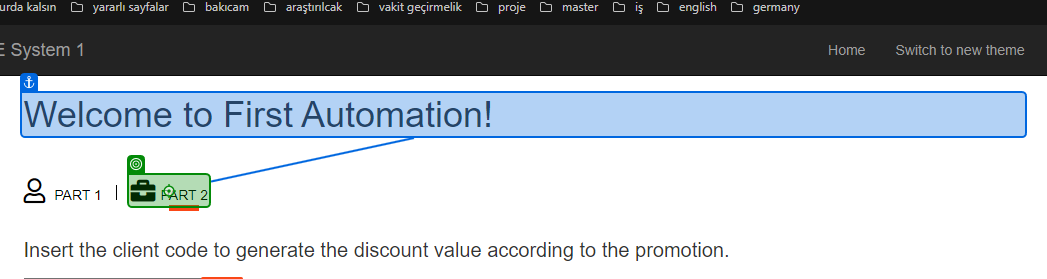 urda kalsın yararlı sayfalar bakıcam araştırılcak vakit geçirmelik proje master iş english germany
E System 1 Home Switch to new theme
Welcome to First Automation!
PART 1 | PART 2
Insert the client code to generate the discount value according to the promotion.